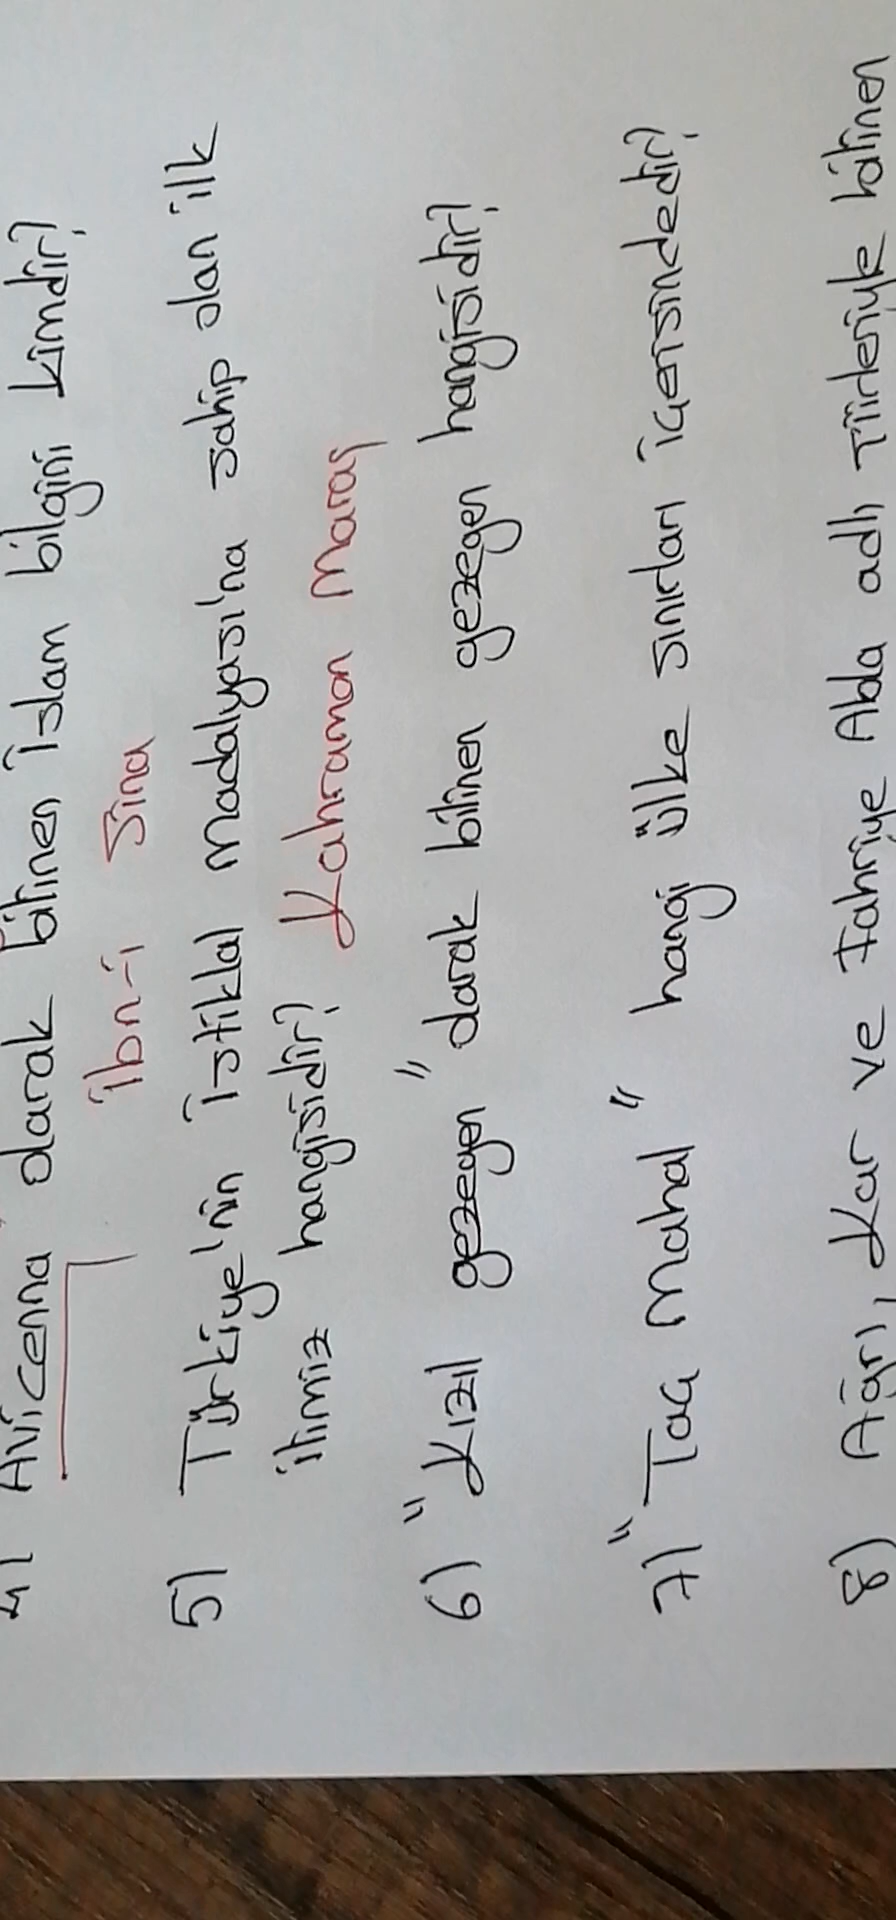 4) Avicenna olarak bilinen İslam bilgini kimdir?
İbn-i Sina
5) Türkiye'nin İstiklal Madalyası'na sahip olan ilk
ilimiz hangisidir? Kahraman Maraş
6) "Kızıl gezegen" olarak bilinen gezegen hangisidir?
7) "Tac Mahal" hangi ülke sınırları içersindedir?
8) Ağrı, Kar ve Fahriye Abla adlı Türleriyle bilinen